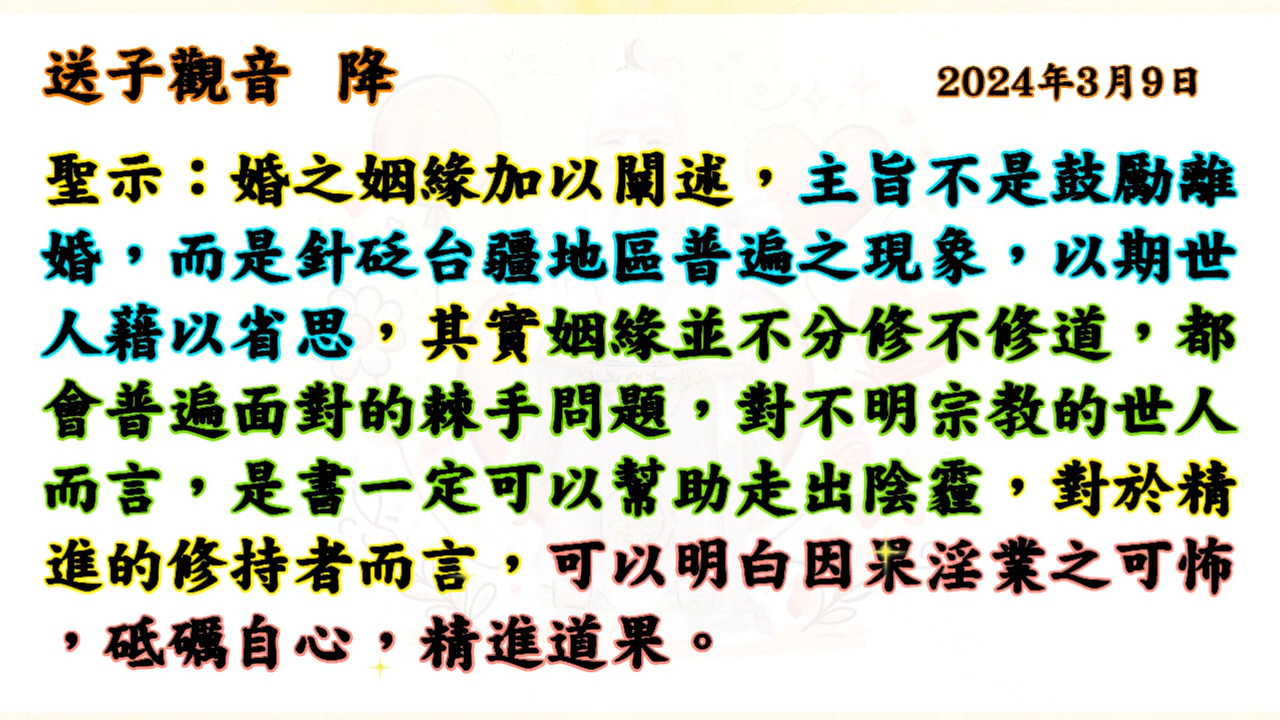 送子觀音 降
2024年3月9日
聖示：婚之姻緣加以闡述，主旨不是鼓勵離
婚，而是針砭台疆地區普遍之現象，以期世
人藉以省思，其實姻緣並不分修不修道，都
會普遍面對的棘手問題，對不明宗教的世人
而言，是書一定可以幫助走出陰霾，對於精
進的修持者而言，可以明白因果淫業之可怖
，砥礪自心，精進道果。